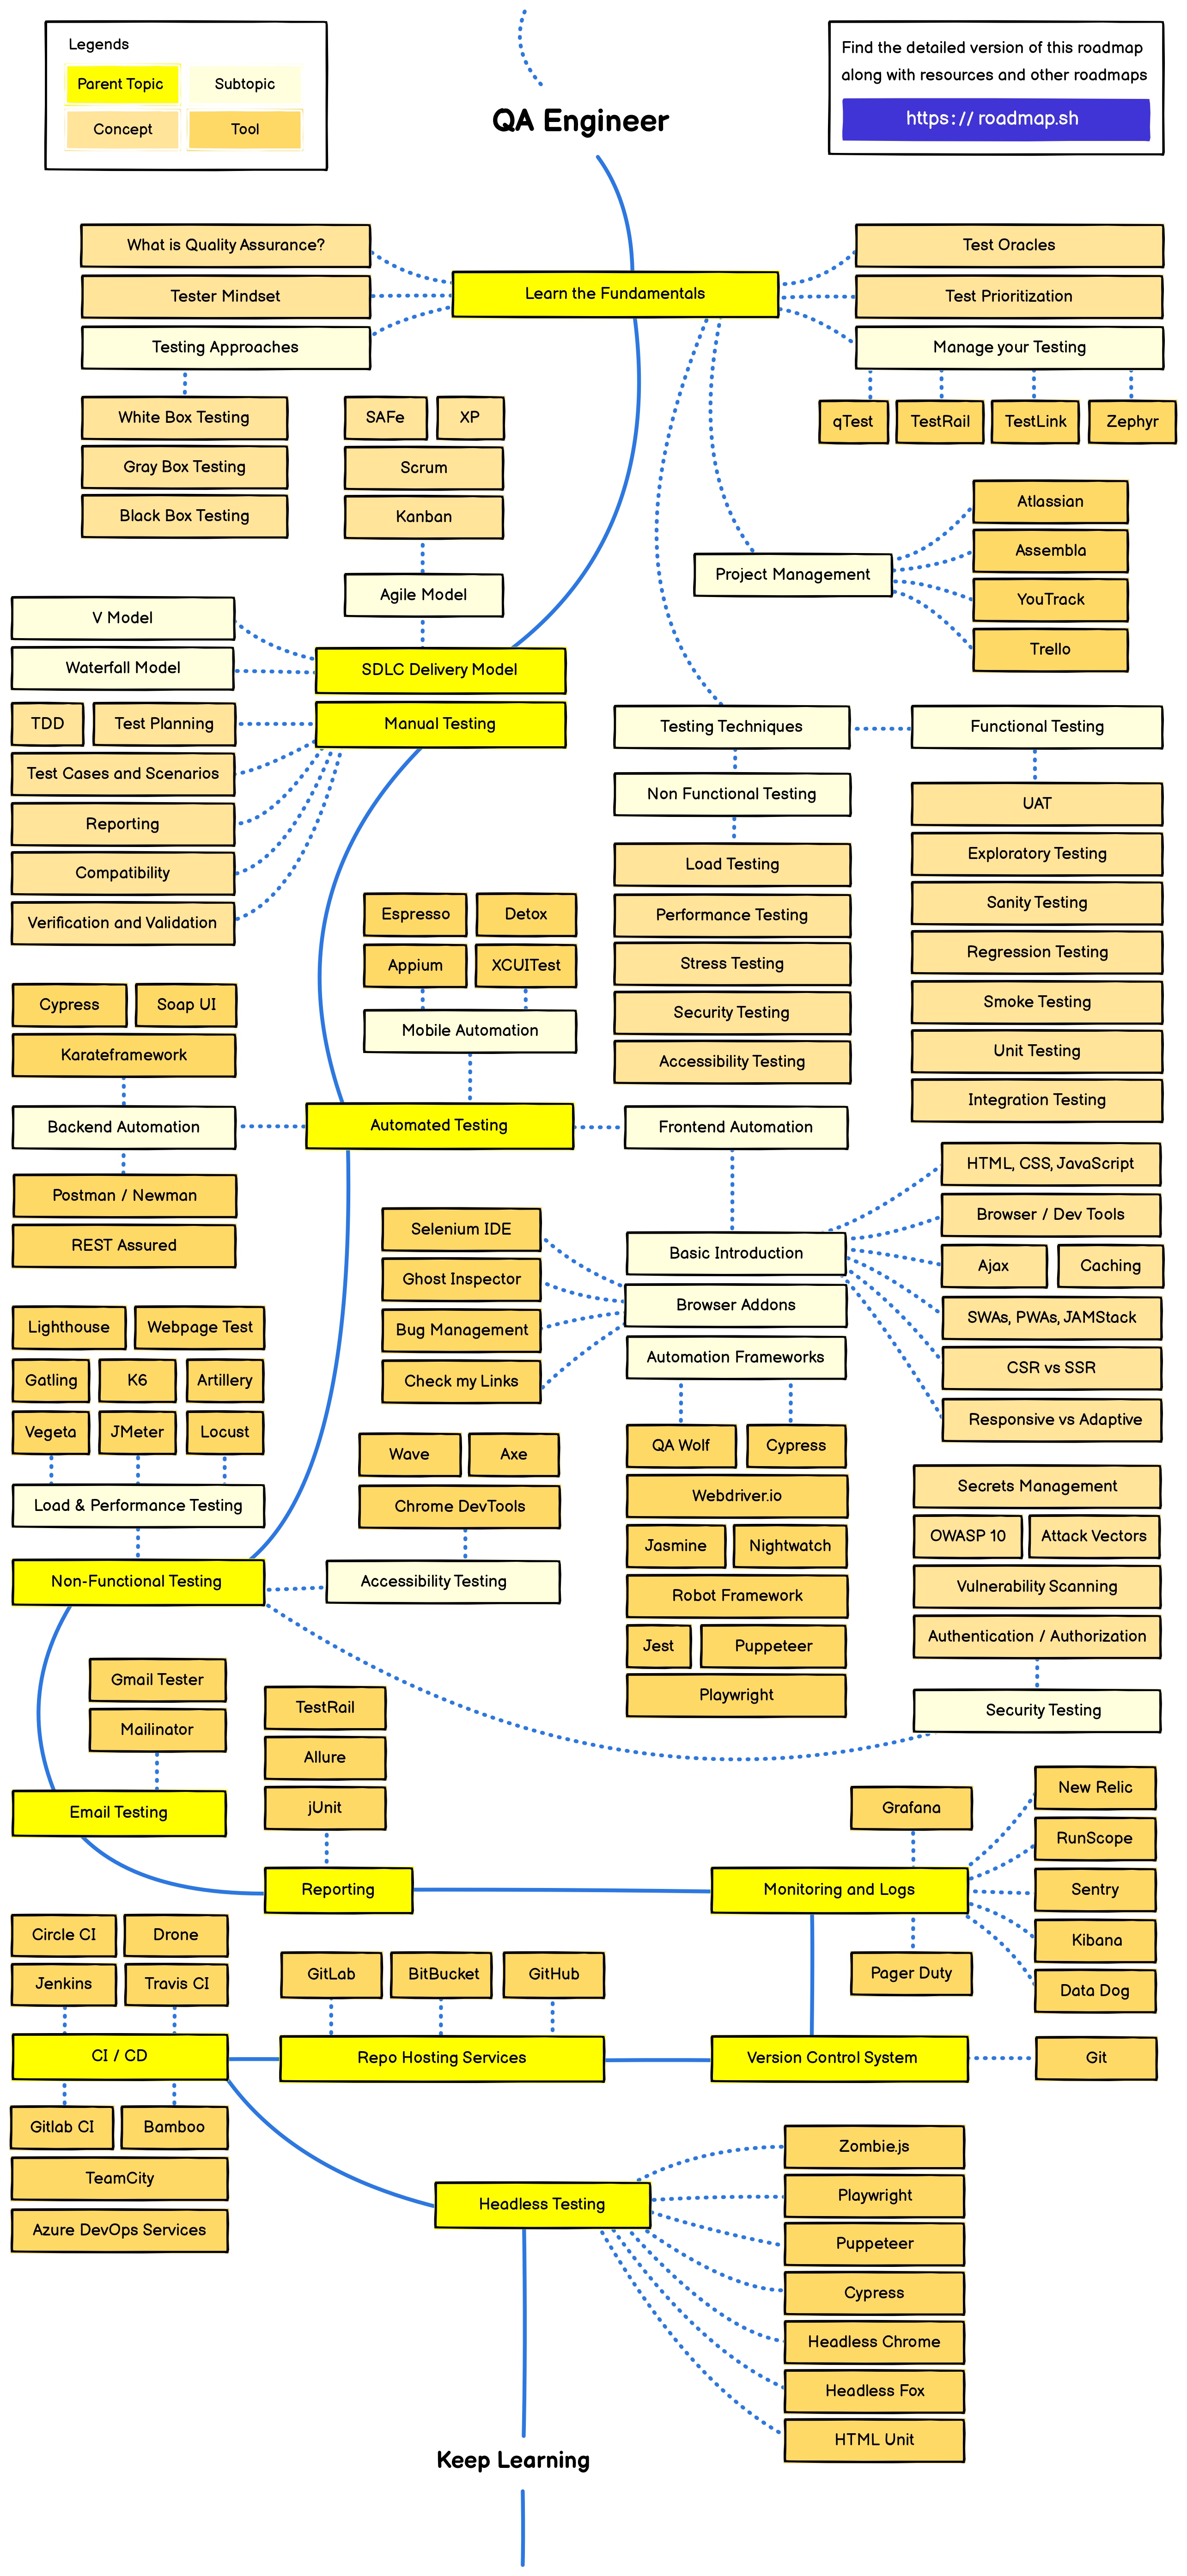 Legends
Parent Topic
Subtopic
Concept
Tool
QA Engineer
Find the detailed version of this roadmap
along with resources and other roadmaps
https://roadmap.sh
What is Quality Assurance?
Tester Mindset
Testing Approaches
Learn the Fundamentals
Test Oracles
Test Prioritization
Manage your Testing
White Box Testing
Gray Box Testing
Black Box Testing
SAFe
XP
Scrum
Kanban
Agile Model
qTest
TestRail
TestLink
Zephyr
Project Management
Atlassian
Assembla
YouTrack
Trello
V Model
Waterfall Model
SDLC Delivery Model
Manual Testing
TDD
Test Planning
Test Cases and Scenarios
Reporting
Compatibility
Verification and Validation
Testing Techniques
Functional Testing
Non Functional Testing
Load Testing
Performance Testing
Stress Testing
Security Testing
Accessibility Testing
UAT
Exploratory Testing
Sanity Testing
Regression Testing
Smoke Testing
Unit Testing
Integration Testing
Espresso
Detox
Appium
XCUITest
Mobile Automation
Cypress
Soap UI
Karateframework
Backend Automation
Automated Testing
Frontend Automation
Postman / Newman
REST Assured
Selenium IDE
Ghost Inspector
Bug Management
Check my Links
Basic Introduction
Browser Addons
Automation Frameworks
HTML, CSS, JavaScript
Browser / Dev Tools
Ajax
Caching
SWAs, PWAs, JAMStack
CSR vs SSR
Responsive vs Adaptive
Lighthouse
Webpage Test
Gatling
K6
Artillery
Vegeta
JMeter
Locust
Load & Performance Testing
Wave
Axe
Chrome DevTools
Accessibility Testing
Non-Functional Testing
QA Wolf
Cypress
Webdriver.io
Jasmine
Nightwatch
Robot Framework
Jest
Puppeteer
Playwright
Secrets Management
OWASP 10
Attack Vectors
Vulnerability Scanning
Authentication / Authorization
Security Testing
Gmail Tester
Mailinator
Email Testing
TestRail
Allure
jUnit
Reporting
Grafana
Monitoring and Logs
Pager Duty
New Relic
RunScope
Sentry
Kibana
Data Dog
Circle CI
Drone
Jenkins
Travis CI
CI / CD
GitLab
BitBucket
GitHub
Repo Hosting Services
Version Control System
Git
Gitlab CI
Bamboo
TeamCity
Azure DevOps Services
Headless Testing
Zombie.js
Playwright
Puppeteer
Cypress
Headless Chrome
Headless Fox
HTML Unit
Keep Learning